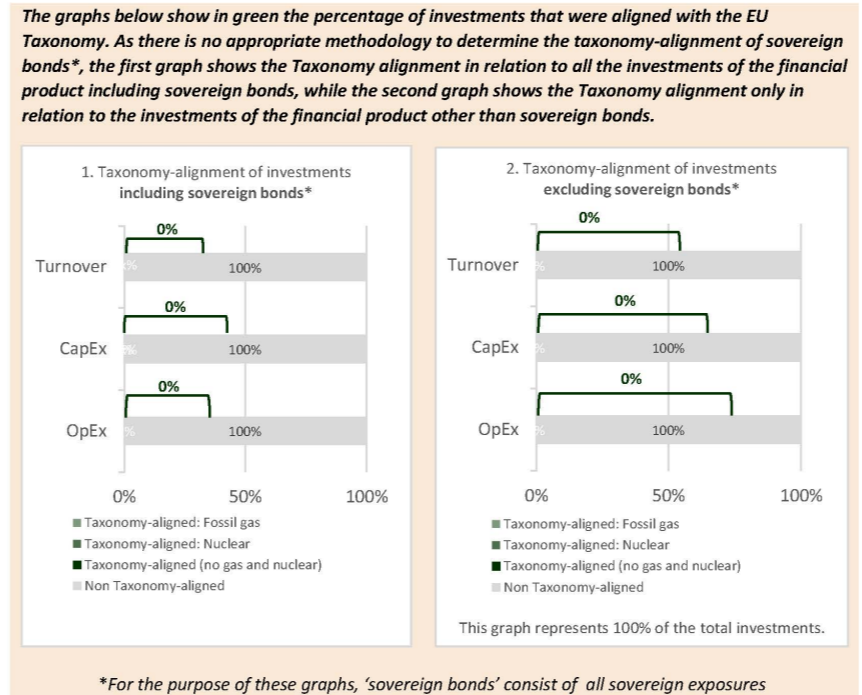 The graphs below show in green the percentage of investments that were aligned with the EU
Taxonomy. As there is no appropriate methodology to determine the taxonomy-alignment of sovereign
bonds*, the first graph shows the Taxonomy alignment in relation to all the investments of the financial
product including sovereign bonds, while the second graph shows the Taxonomy alignment only in
relation to the investments of the financial product other than sovereign bonds.
1. Taxonomy-alignment of investments
including sovereign bonds*
0%
Turnover
100%
0%
CapEx
100%
0%
OpEx
%
100%
0% 50% 100%
Taxonomy-aligned: Fossil gas
Taxonomy-aligned: Nuclear
Taxonomy-aligned (no gas and nuclear)
Non Taxonomy-aligned
2. Taxonomy-alignment of investments
excluding sovereign bonds*
0%
Turnover
%
100%
0%
CapEx
%
100%
0%
OpEx
%
100%
0% 50% 100%
Taxonomy-aligned: Fossil gas
Taxonomy-aligned: Nuclear
Taxonomy-aligned (no gas and nuclear)
Non Taxonomy-aligned
This graph represents 100% of the total investments.
*For the purpose of these graphs, ‘sovereign bonds’ consist of all sovereign exposures